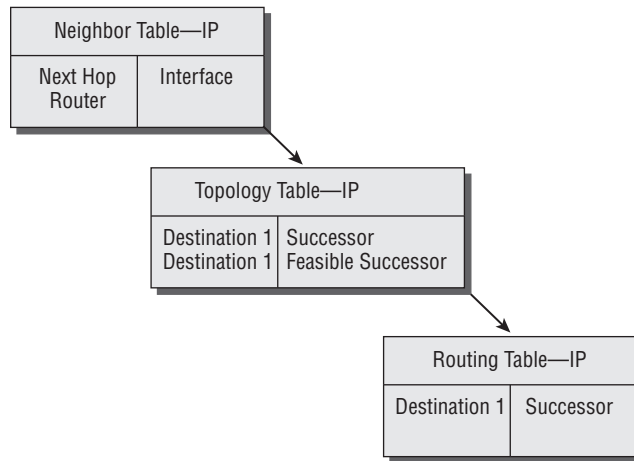 Neighbor Table—IP
Next Hop
Router
Interface
Topology Table—IP
Destination 1 Successor
Destination 1 Feasible Successor
Routing Table—IP
Destination 1 Successor